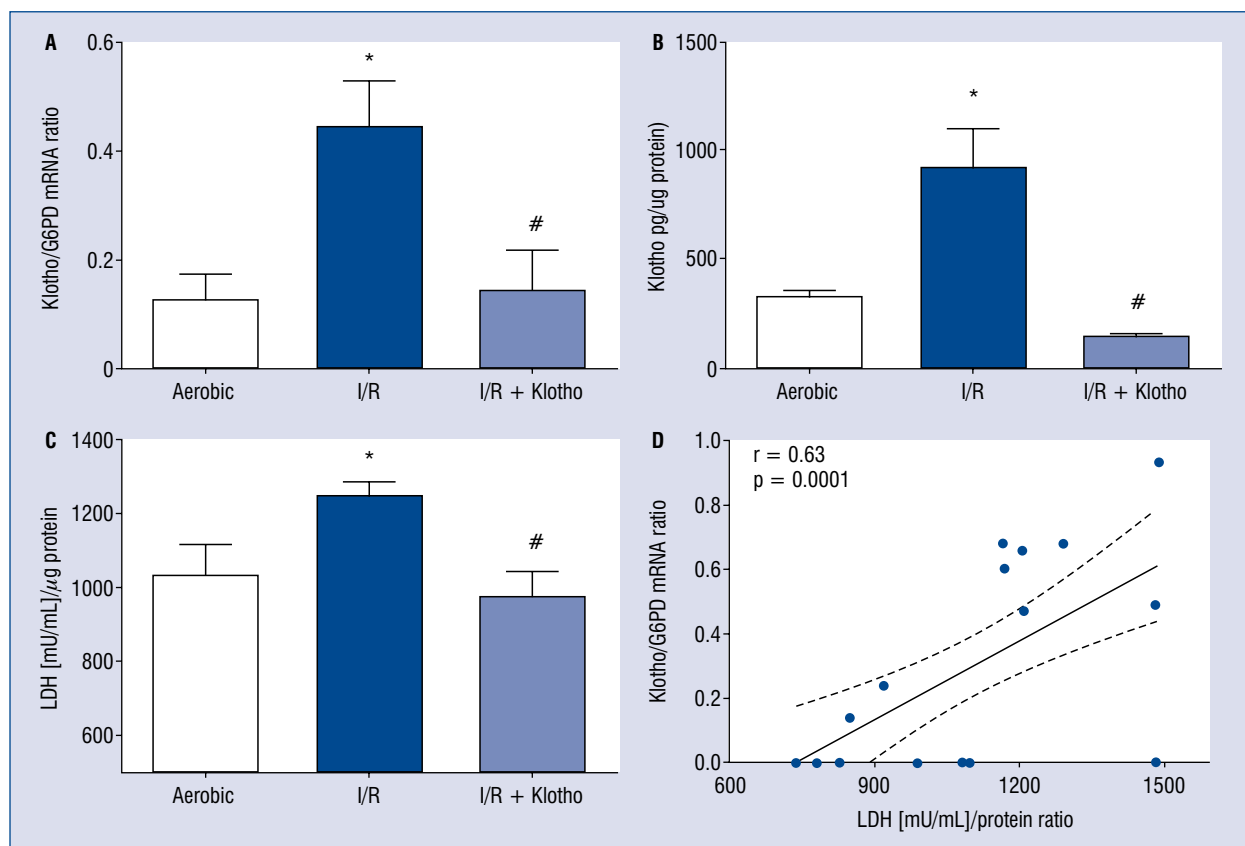 A
0.6
0.4
0.2
0
Klotho/G6PD mRNA ratio
*
#
Aerobic
I/R
I/R + Klotho
B
1500
1000
500
0
Klotho pg/ug protein)
*
#
Aerobic
I/R
I/R + Klotho
C
1400
1200
1000
800
600
LDH [mU/mL]/µg protein
*
#
Aerobic
I/R
I/R + Klotho
D
r = 0.63
p = 0.0001
1.0
0.8
0.6
0.4
0.2
0.0
Klotho/G6PD mRNA ratio
600
900
1200
1500
LDH [mU/mL]/protein ratio